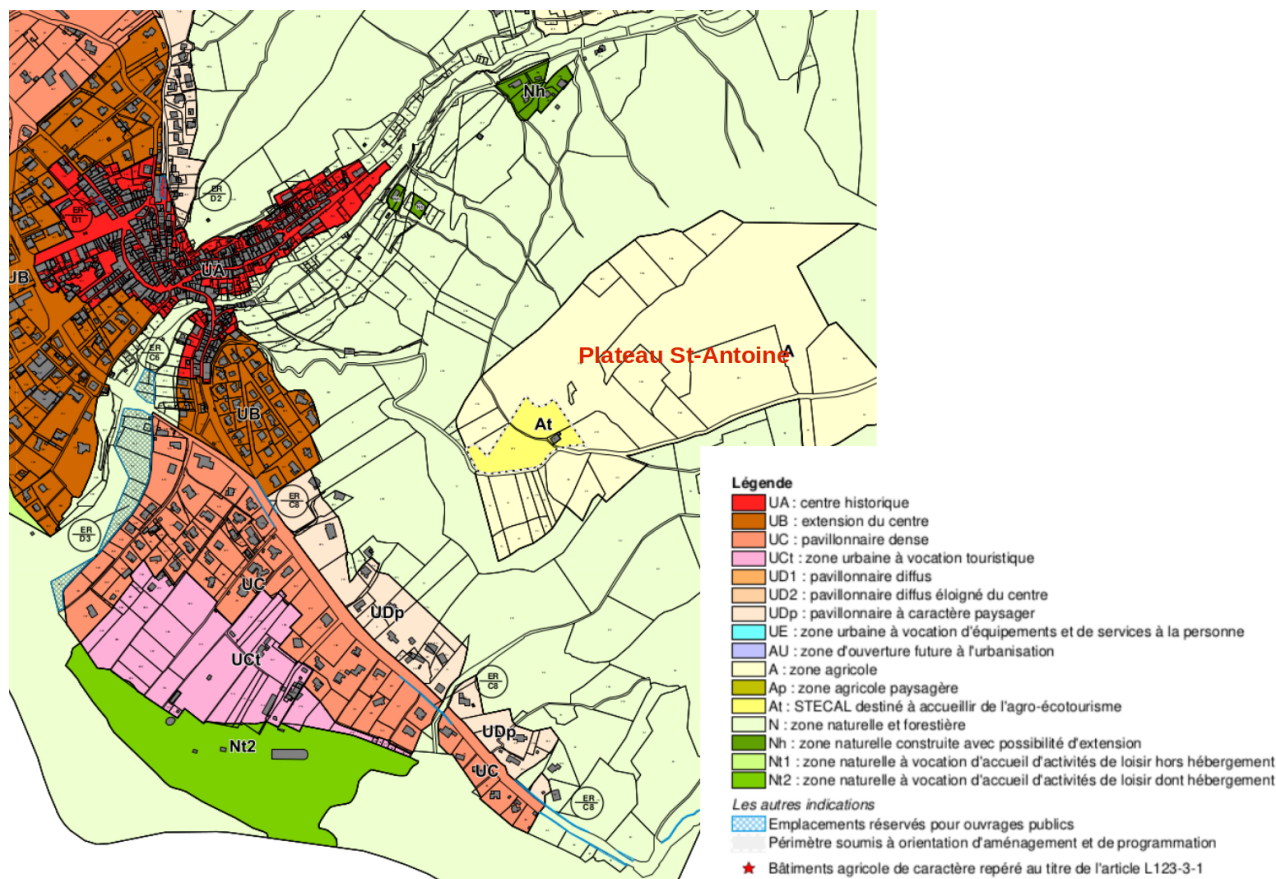 Nh
ER
D2
ER
D1
UA
UB
Plateau St-Antoine
A
ER
C6
UB
At
ER
C8
ER
D3
UC
UDp
UCt
ER
C8
Nt2
UDp
UC
ER
C8
Légende
UA : centre historique
UB : extension du centre
UC : pavillonnaire dense
UCt : zone urbaine à vocation touristique
UD1 : pavillonnaire diffus
UD2 : pavillonnaire diffus éloigné du centre
UDp : pavillonnaire à caractère paysager
UE : zone urbaine à vocation d'équipements et de services à la personne
AU : zone d'ouverture future à l'urbanisation
A : zone agricole
Ap : zone agricole paysagère
At : STECAL destiné à accueillir de l'agro-écotourisme
N : zone naturelle et forestière
Nh : zone naturelle construite avec possibilité d'extension
Nt1 : zone naturelle à vocation d'accueil d'activités de loisir hors hébergement
Nt2 : zone naturelle à vocation d'accueil d'activités de loisir dont hébergement
Les autres indications
Emplacements réservés pour ouvrages publics
Périmètre soumis à orientation d'aménagement et de programmation
Bâtiments agricole de caractère repéré au titre de l'article L123-3-1